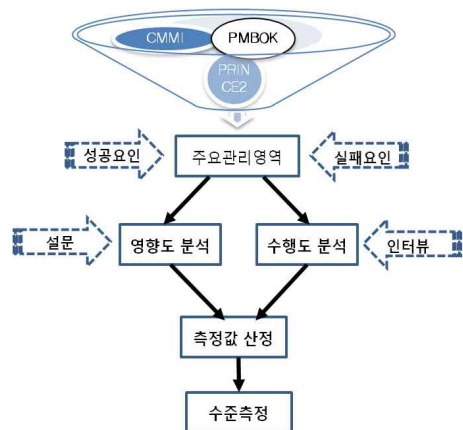 CMMI
PMBOK
PRIN
CE2
성공요인
주요관리영역
실패요인
설문
영향도 분석
수행도 분석
인터뷰
측정값 산정
수준측정